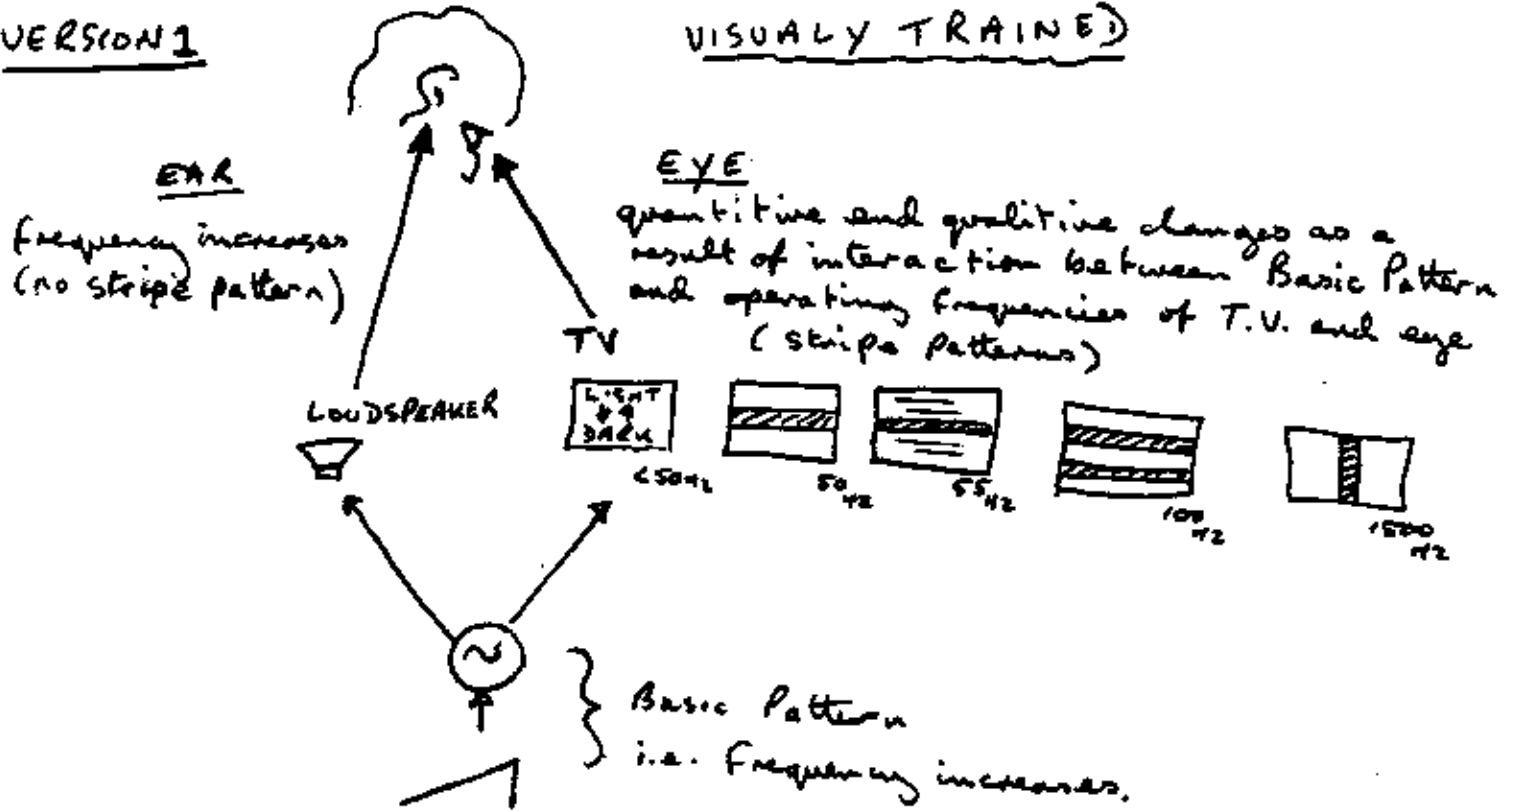 VERSION 1
VISUALY TRAINED
EAR
frequency increases
(no stripe pattern)
EYE
quantitive and qualitive changes as a
result of interaction between Basic Pattern
and operating frequencies of T.V. and eye
(stripe patterns)
TV
LOUDSPEAKER
LIGHT
DARK
<50Hz
50
Hz
55
Hz
100
Hz
1500
Hz
Basic Pattern
i.e. frequency increases.